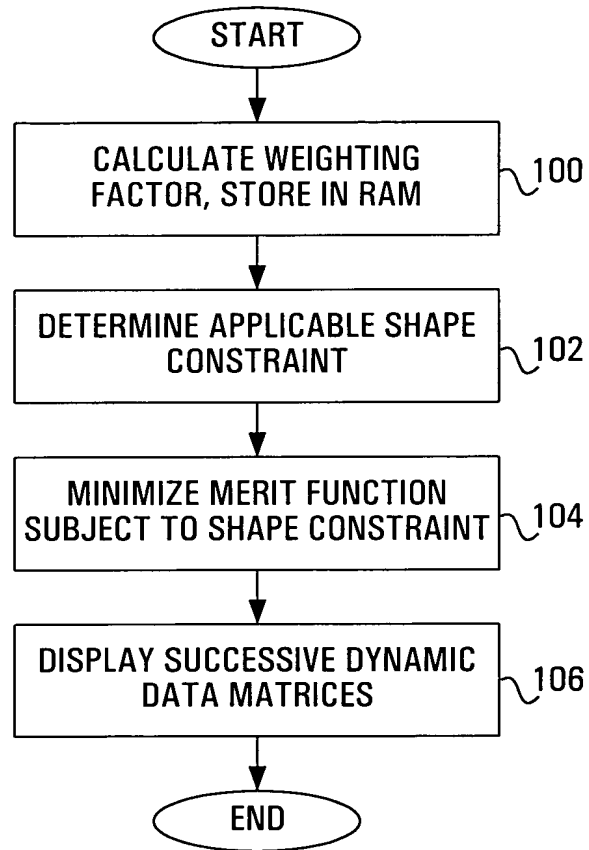 START
CALCULATE WEIGHTING
FACTOR, STORE IN RAM
100
DETERMINE APPLICABLE SHAPE
CONSTRAINT
102
MINIMIZE MERIT FUNCTION
SUBJECT TO SHAPE CONSTRAINT
104
DISPLAY SUCCESSIVE DYNAMIC
DATA MATRICES
106
END